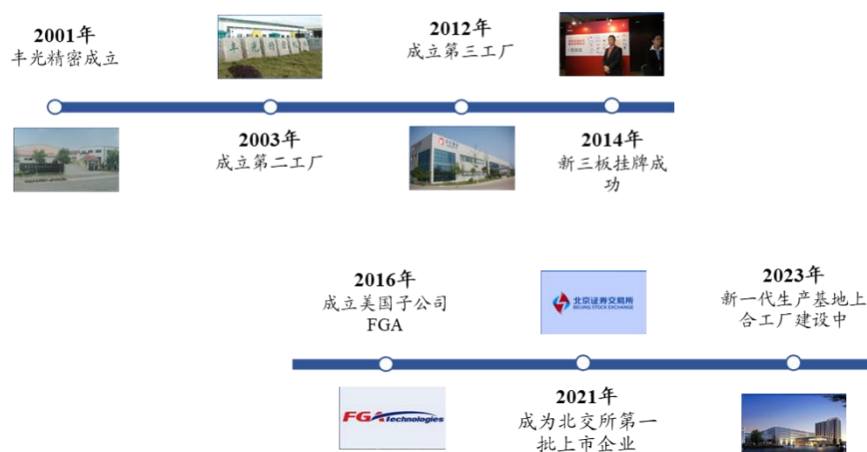 2001年
丰光精密成立
丰光精密
2003年
成立第二工厂
2012年
成立第三工厂
2014年
新三板挂牌成
功
2016年
成立美国子公司
FGA
FGA
Technologies
北京证券交易所
BEIJING STOCK EXCHANGE
2021年
成为北交所第一
批上市企业
2023年
新一代生产基地上
合工厂建设中